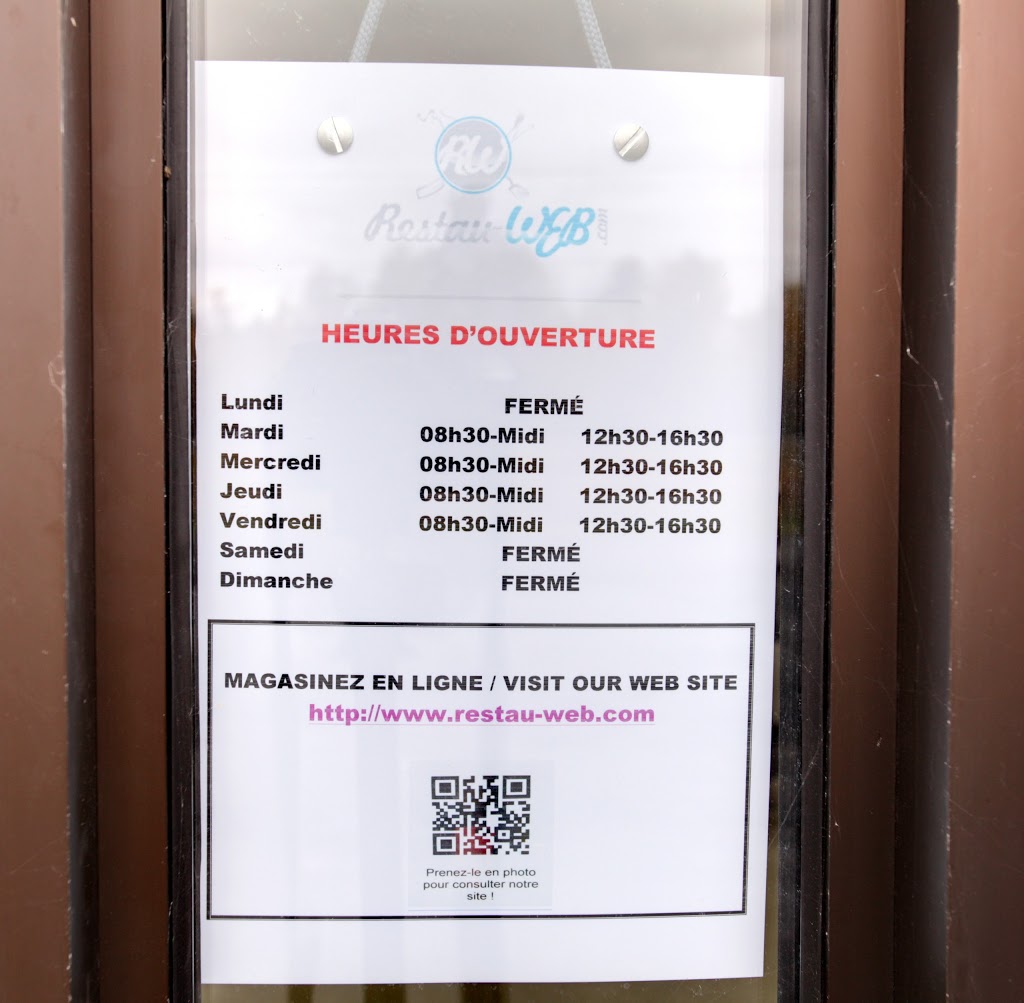 RW
Restau-WEB.com
HEURES D'OUVERTURE
Lundi FERMÉ
Mardi 08h30-Midi 12h30-16h30
Mercredi 08h30-Midi 12h30-16h30
Jeudi 08h30-Midi 12h30-16h30
Vendredi 08h30-Midi 12h30-16h30
Samedi FERMÉ
Dimanche FERMÉ
MAGASINEZ EN LIGNE / VISIT OUR WEB SITE
http://www.restau-web.com
Prenez-le en photo
pour consulter notre
site !